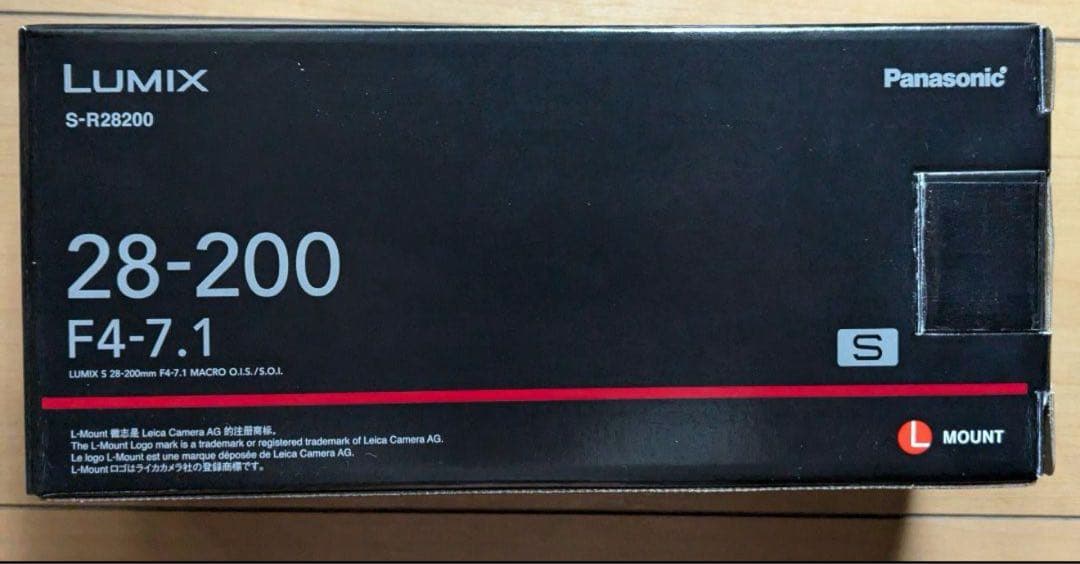 LUMIX
Panasonic
S-R28200
28-200
F4-7.1
LUMIX S 28-200mm F4-7.1 MACRO O.I.S./S.O.I.
S
L-Mount 徽志是 Leica Camera AG 的注册商标。
The L-Mount Logo mark is a trademark or registered trademark of Leica Camera AG.
Le logo L-Mount est une marque déposée de Leica Camera AG.
L-Mount ロゴはライカカメラ社の登録商標です。
L MOUNT